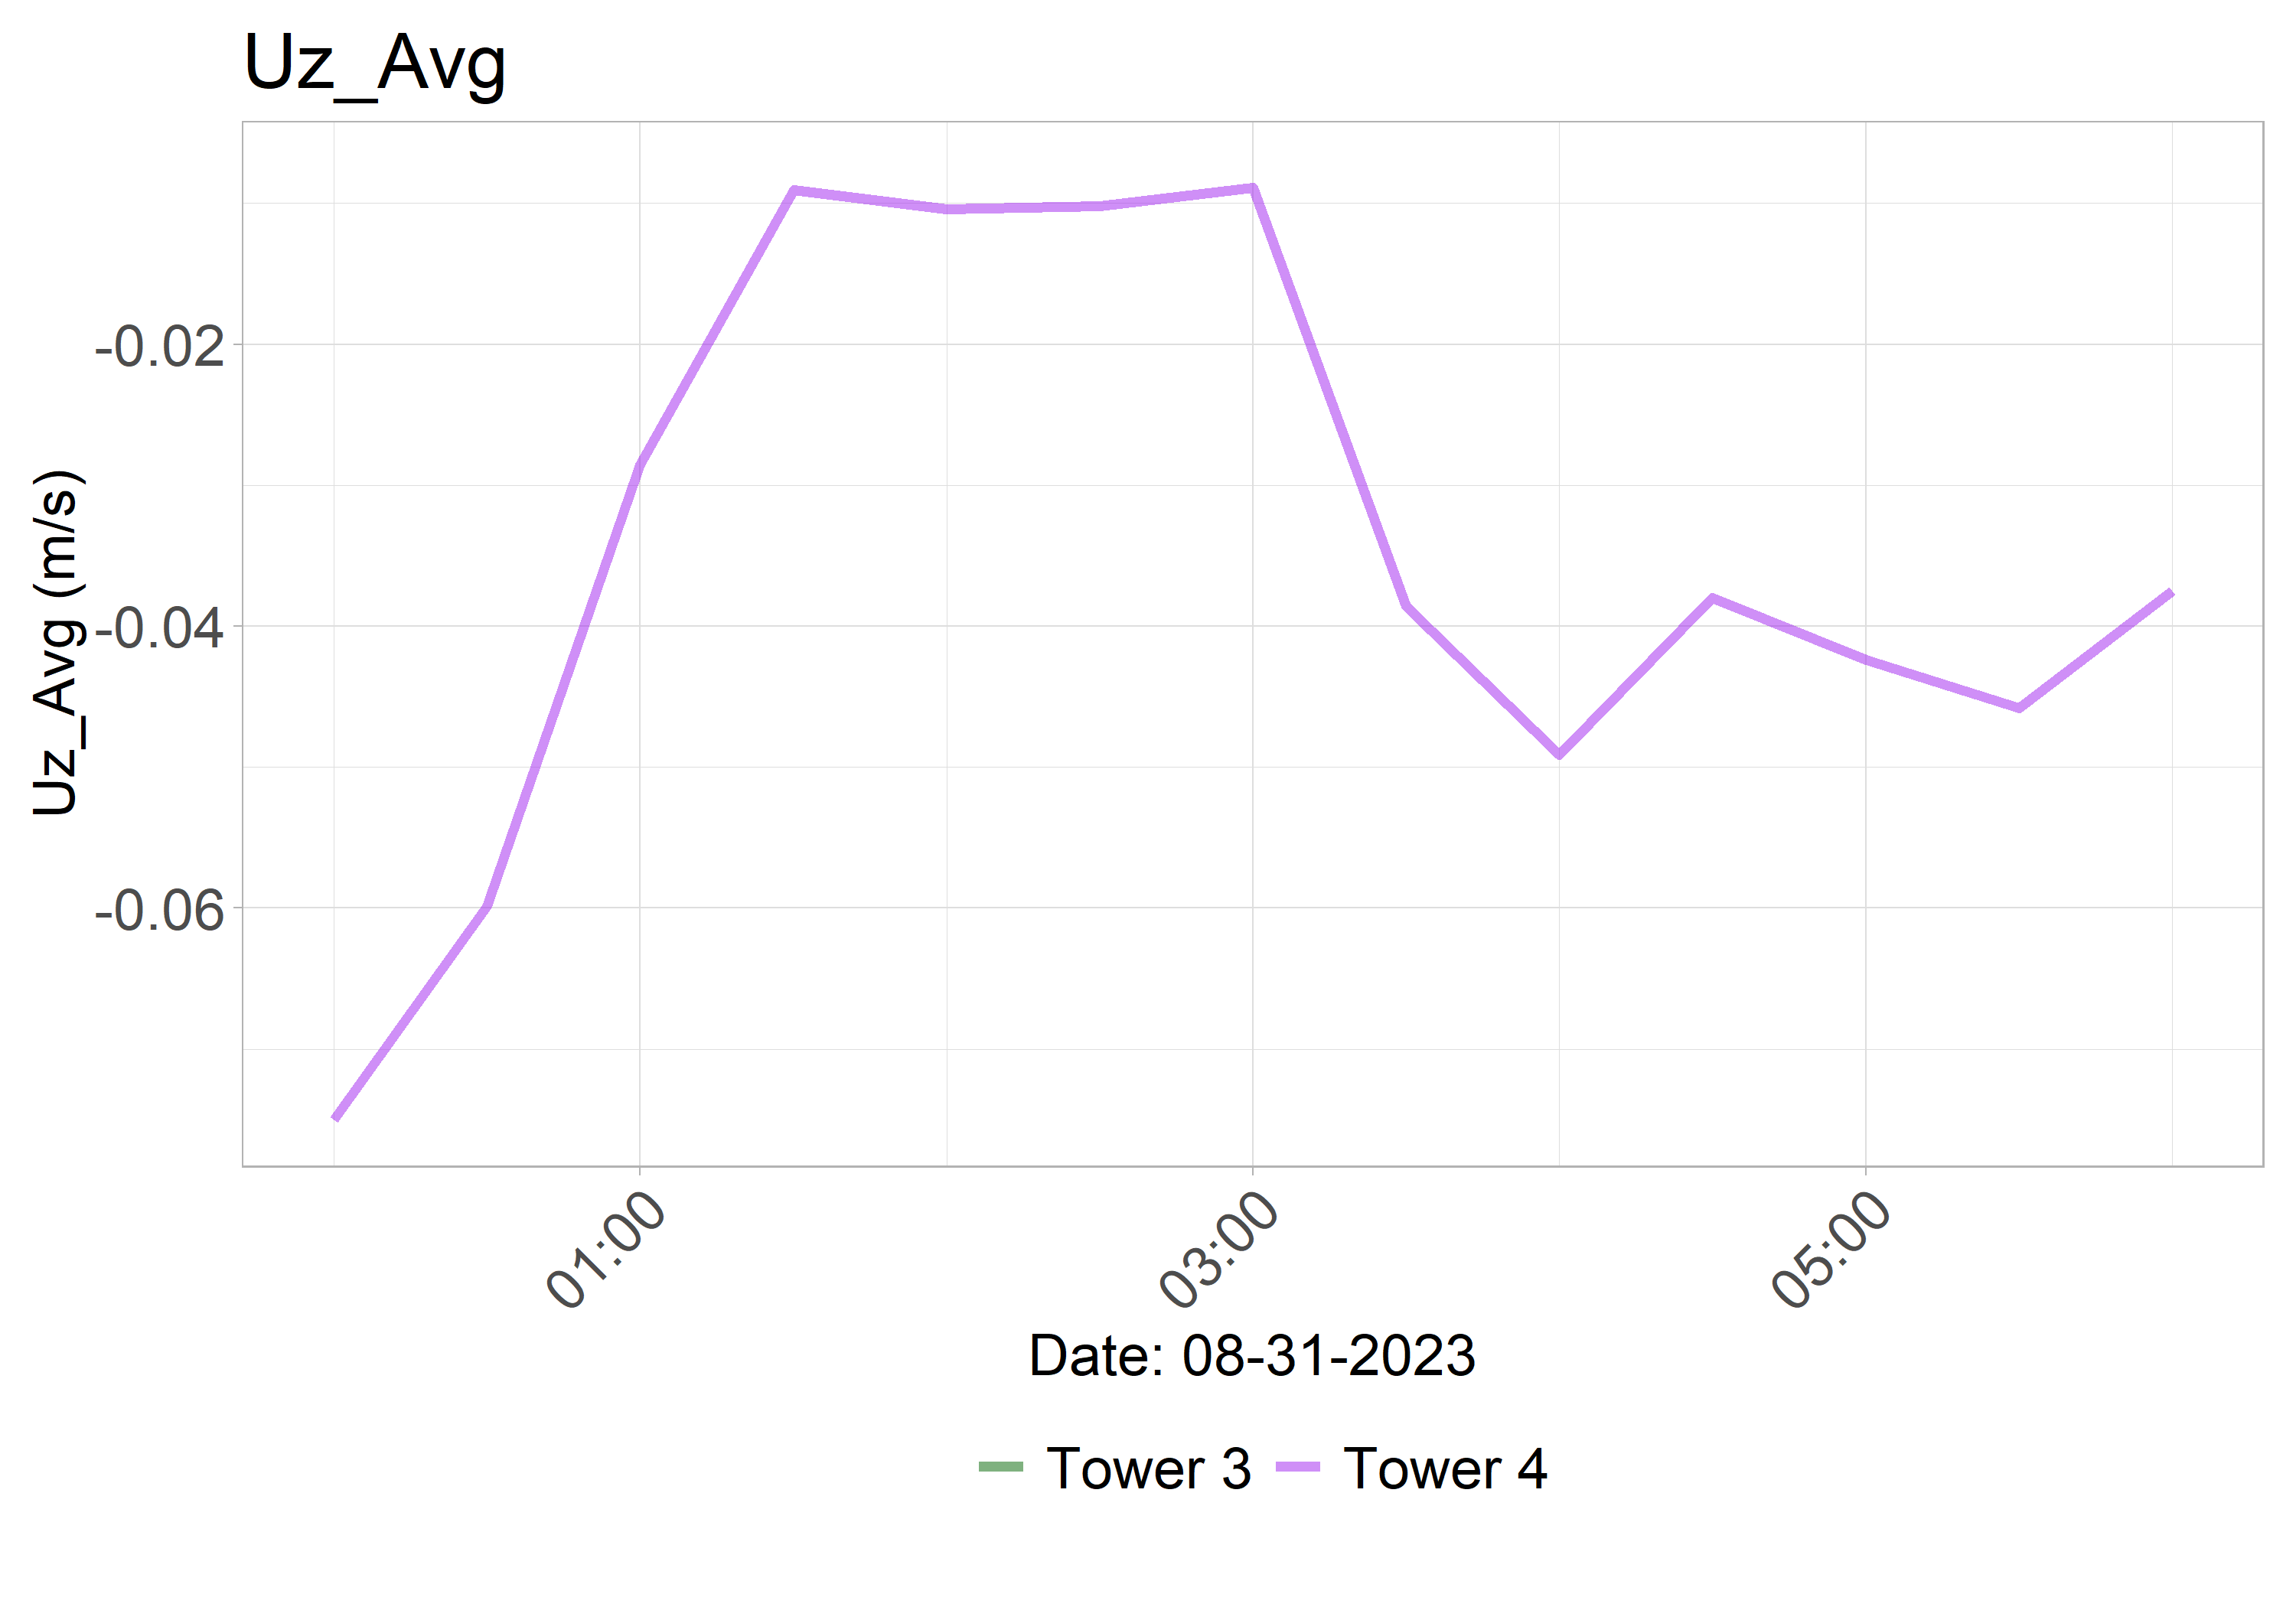 Uz_Avg
Uz_Avg (m/s)
-0.02
-0.04
-0.06
01:00
03:00
05:00
Date: 08-31-2023
Tower 3
Tower 4